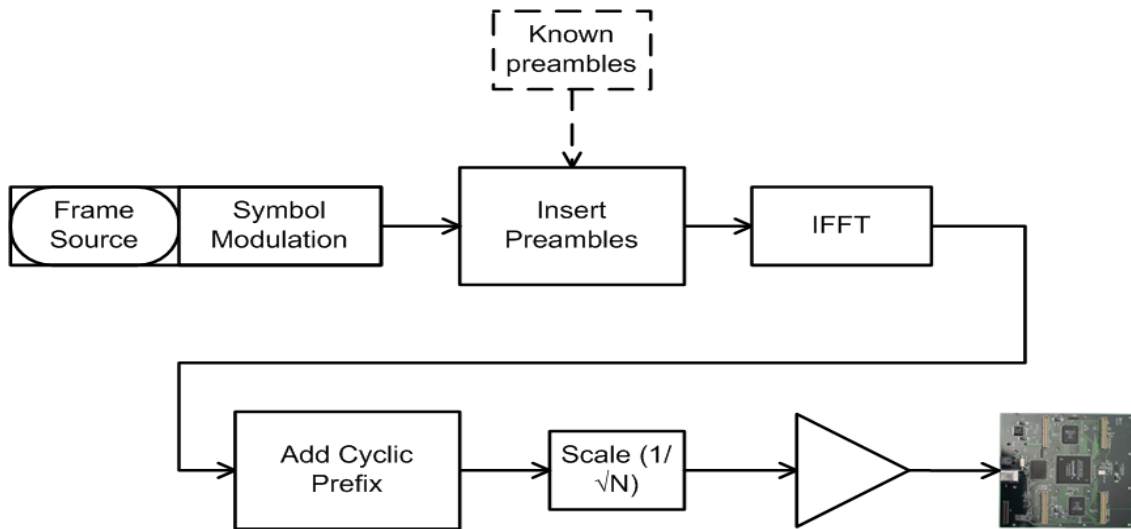 Known
preambles
Frame
Source
Symbol
Modulation
Insert
Preambles
IFFT
Add Cyclic
Prefix
Scale (1/
√N)